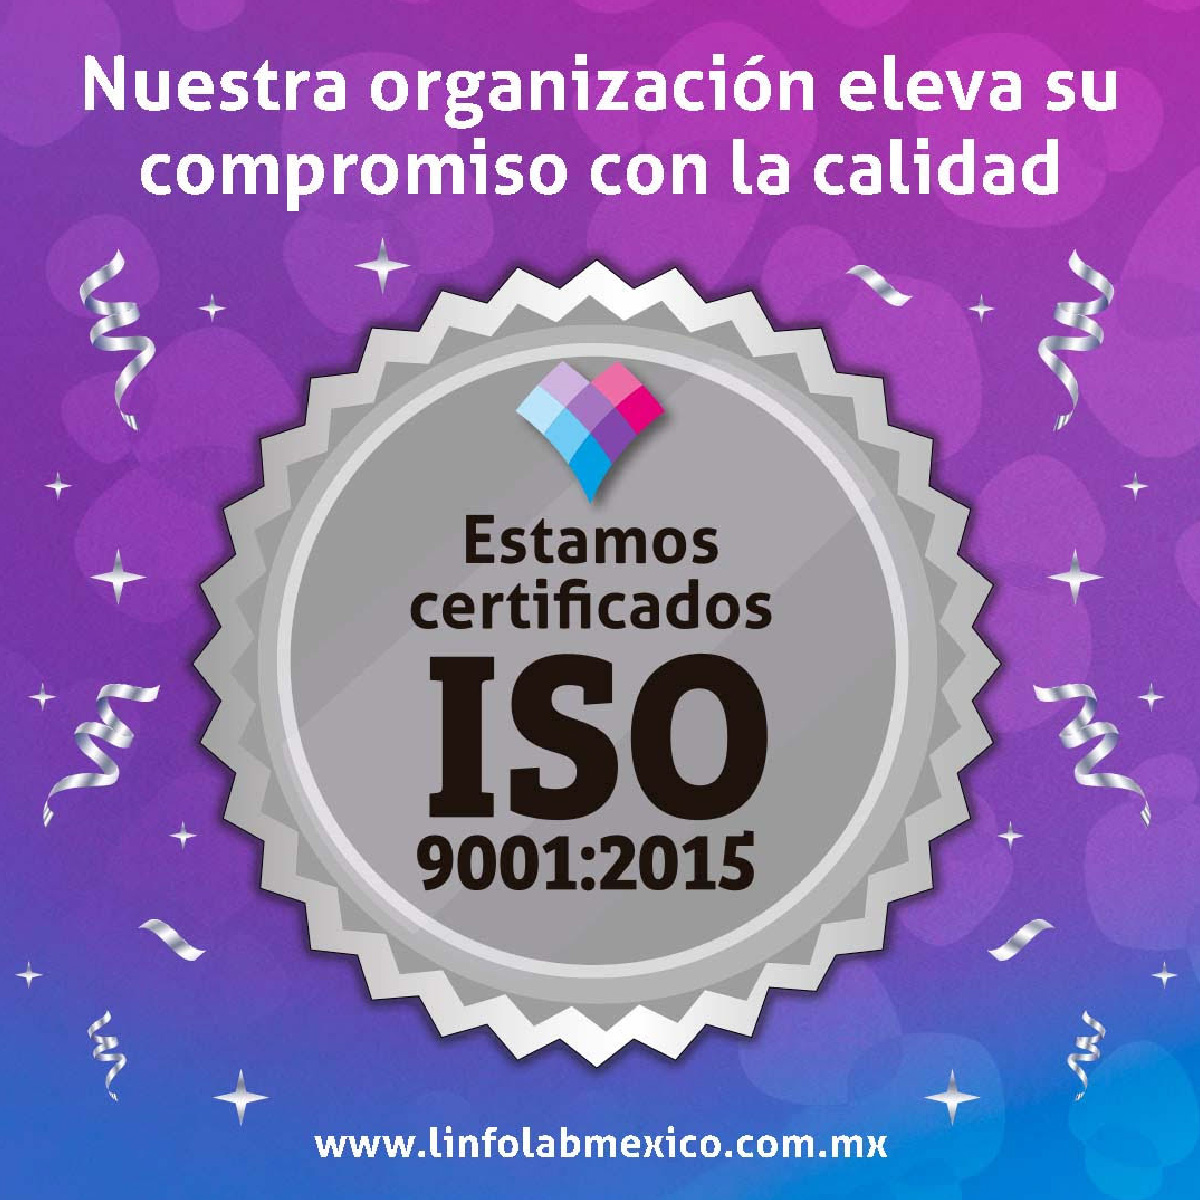 Nuestra organización eleva su
compromiso con la calidad
Estamos
certificados
ISO
9001:2015
www.linfolabmexico.com.mx